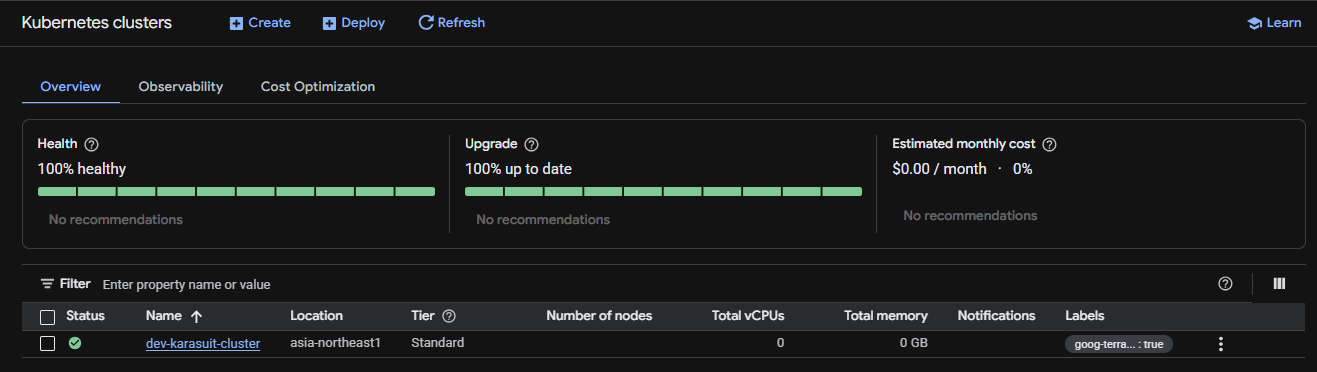 Kubernetes clusters Create Deploy Refresh Learn
Overview Observability Cost Optimization
Health Upgrade Estimated monthly cost
100% healthy 100% up to date $0.00 / month · 0%
No recommendations No recommendations No recommendations
Filter Enter property name or value
Status Name Location Tier Number of nodes Total vCPUs Total memory Notifications Labels
dev-karasuit-cluster asia-northeast1 Standard 0 0 GB goog-terra... : true